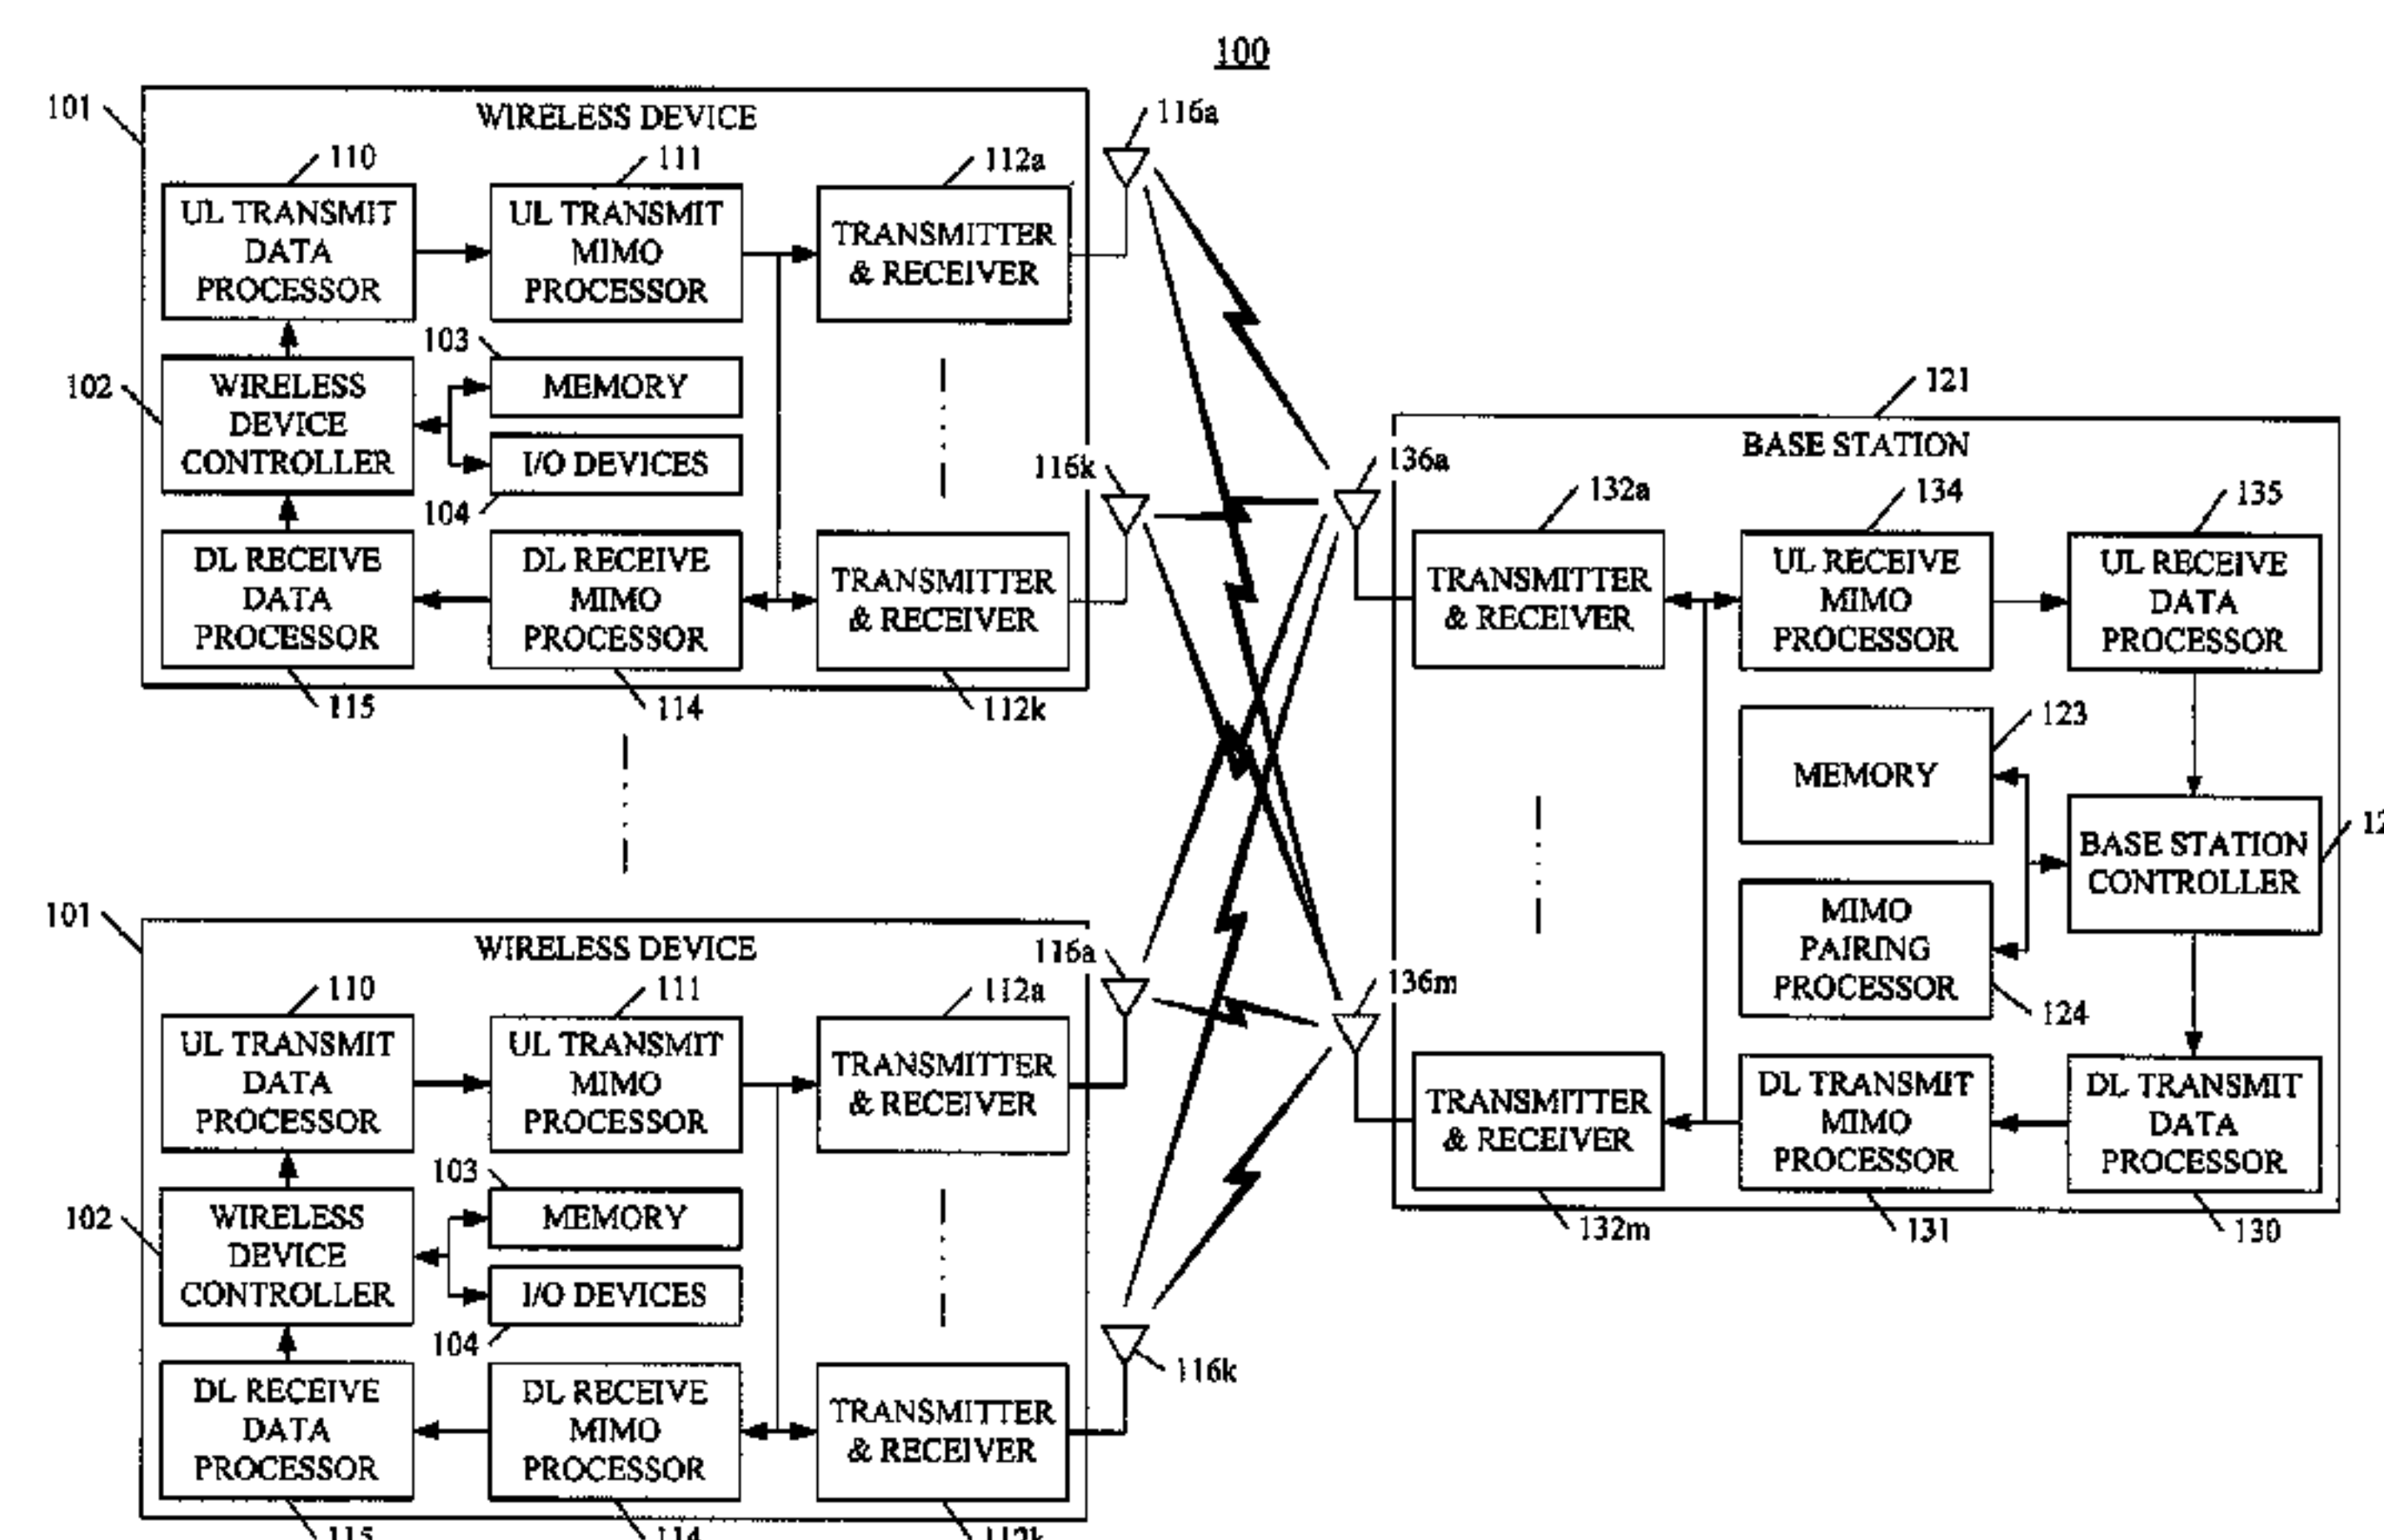 100
101
WIRELESS DEVICE
116a
110
111
112a
UL TRANSMIT
DATA
PROCESSOR
UL TRANSMIT
MIMO
PROCESSOR
TRANSMITTER
& RECEIVER
103
102
WIRELESS
DEVICE
CONTROLLER
MEMORY
I/O DEVICES
104
116k
DL RECEIVE
DATA
PROCESSOR
DL RECEIVE
MIMO
PROCESSOR
TRANSMITTER
& RECEIVER
115
114
112k
121
BASE STATION
136a
132a
134
135
TRANSMITTER
& RECEIVER
UL RECEIVE
MIMO
PROCESSOR
UL RECEIVE
DATA
PROCESSOR
123
MEMORY
BASE STATION
CONTROLLER
MIMO
PAIRING
PROCESSOR
124
136m
TRANSMITTER
& RECEIVER
DL TRANSMIT
MIMO
PROCESSOR
DL TRANSMIT
DATA
PROCESSOR
132m
131
130
101
WIRELESS DEVICE
116a
110
111
112a
UL TRANSMIT
DATA
PROCESSOR
UL TRANSMIT
MIMO
PROCESSOR
TRANSMITTER
& RECEIVER
103
102
WIRELESS
DEVICE
CONTROLLER
MEMORY
I/O DEVICES
104
116k
DL RECEIVE
DATA
PROCESSOR
DL RECEIVE
MIMO
PROCESSOR
TRANSMITTER
& RECEIVER
115
114
112k